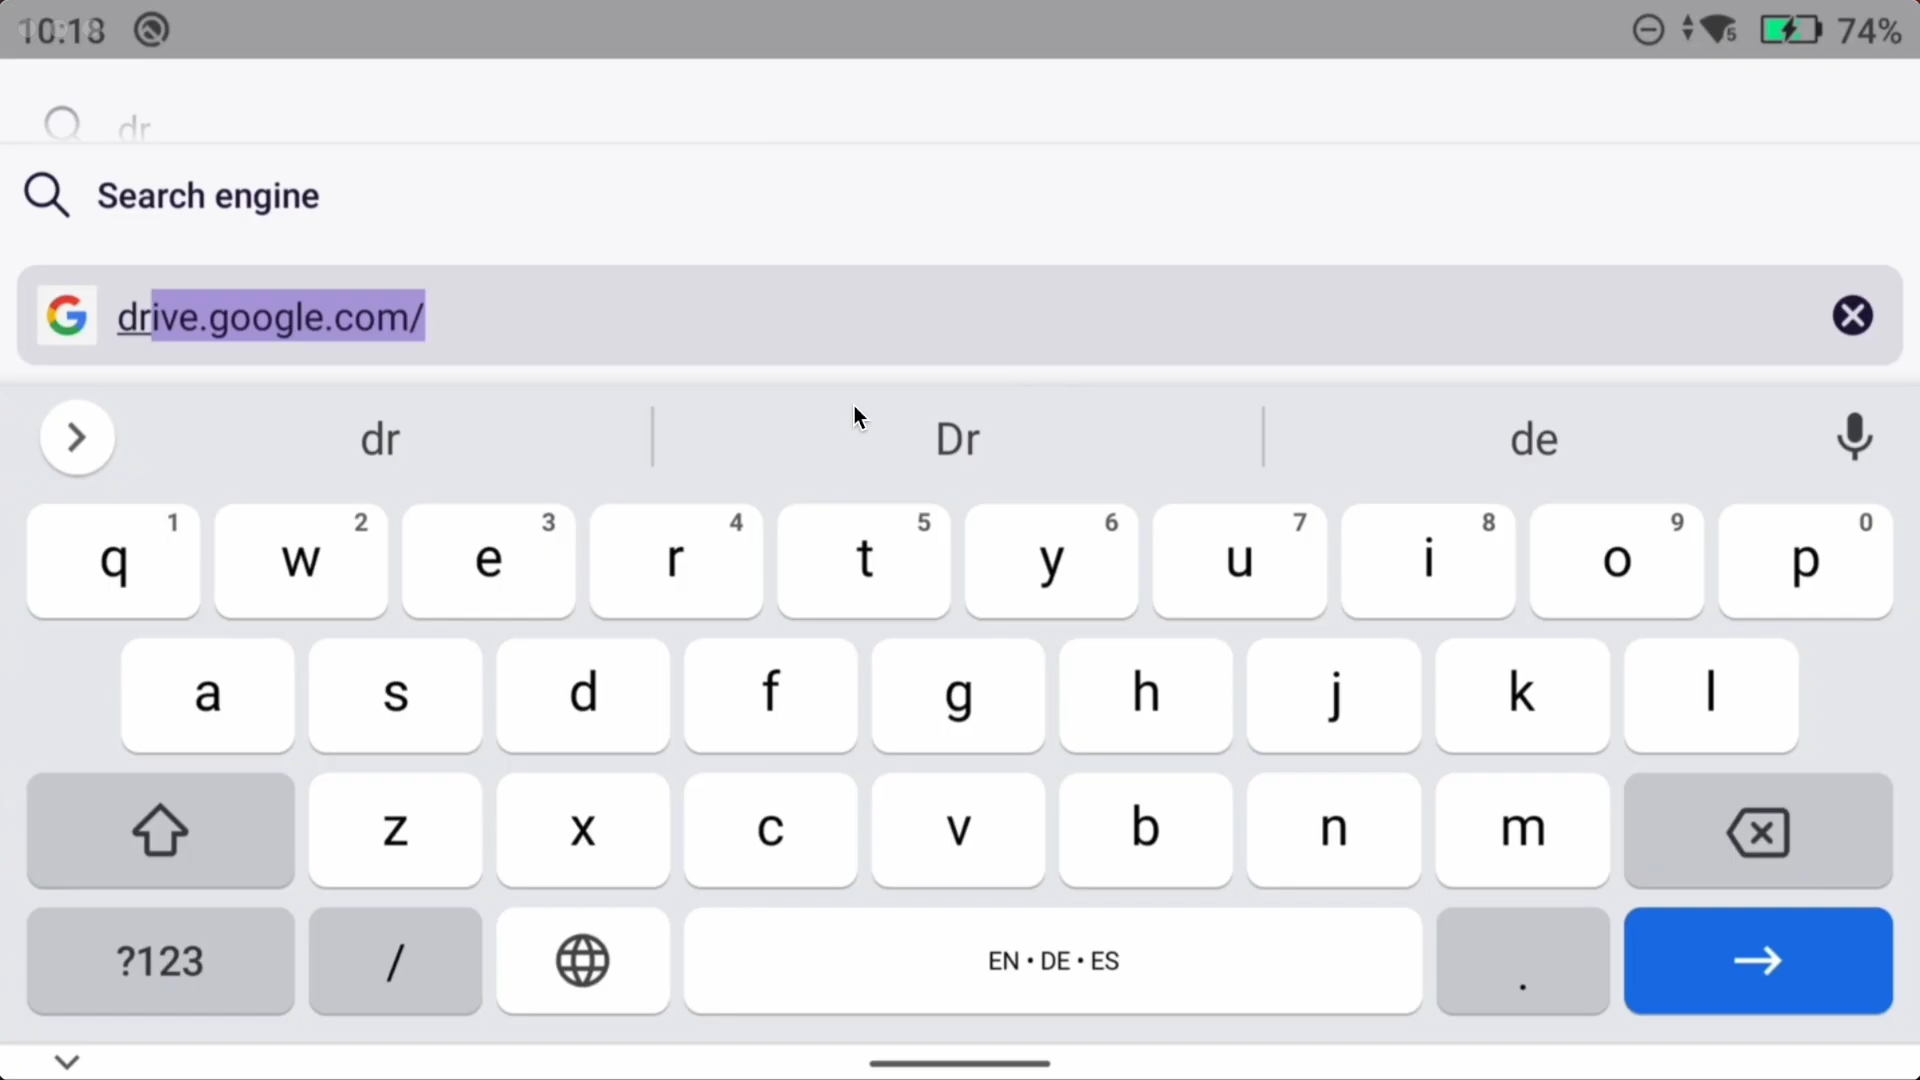 10:18 5 74%
dr
Search engine
drive.google.com/
dr Dr de
1 2 3 4 5 6 7 8 9 0
q w e r t y u i o p
a s d f g h j k l
z x c v b n m
?123 / EN • DE • ES .